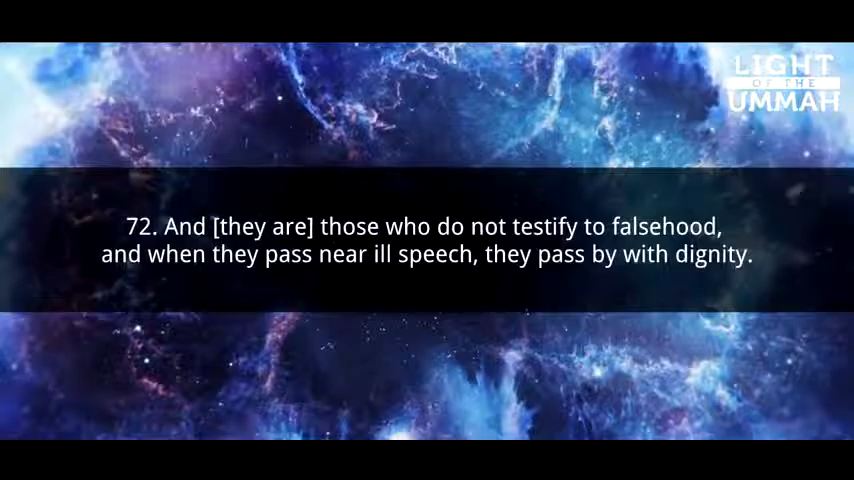 LIGHT
OF THE
UMMAH
72. And [they are] those who do not testify to falsehood,
and when they pass near ill speech, they pass by with dignity.